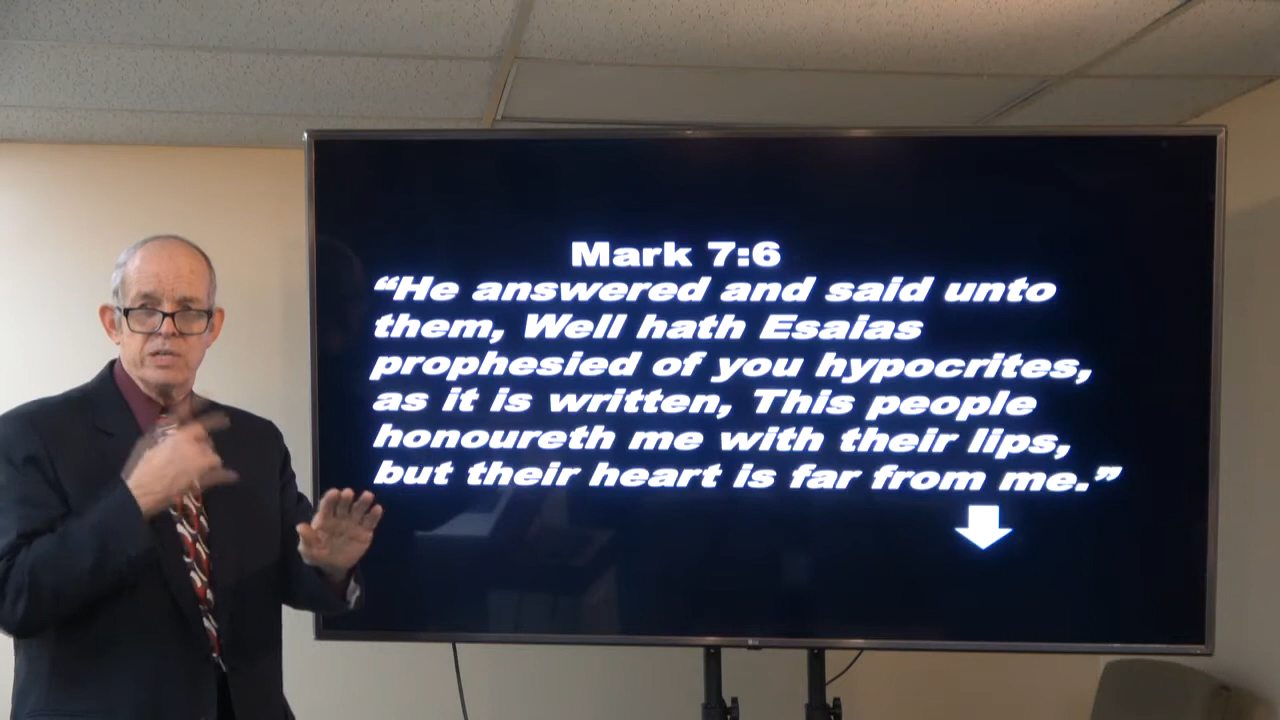 Mark 7:6
“He answered and said unto
them, Well hath Esaias
prophesied of you hypocrites,
as it is written, This people
honoureth me with their lips,
but their heart is far from me.”